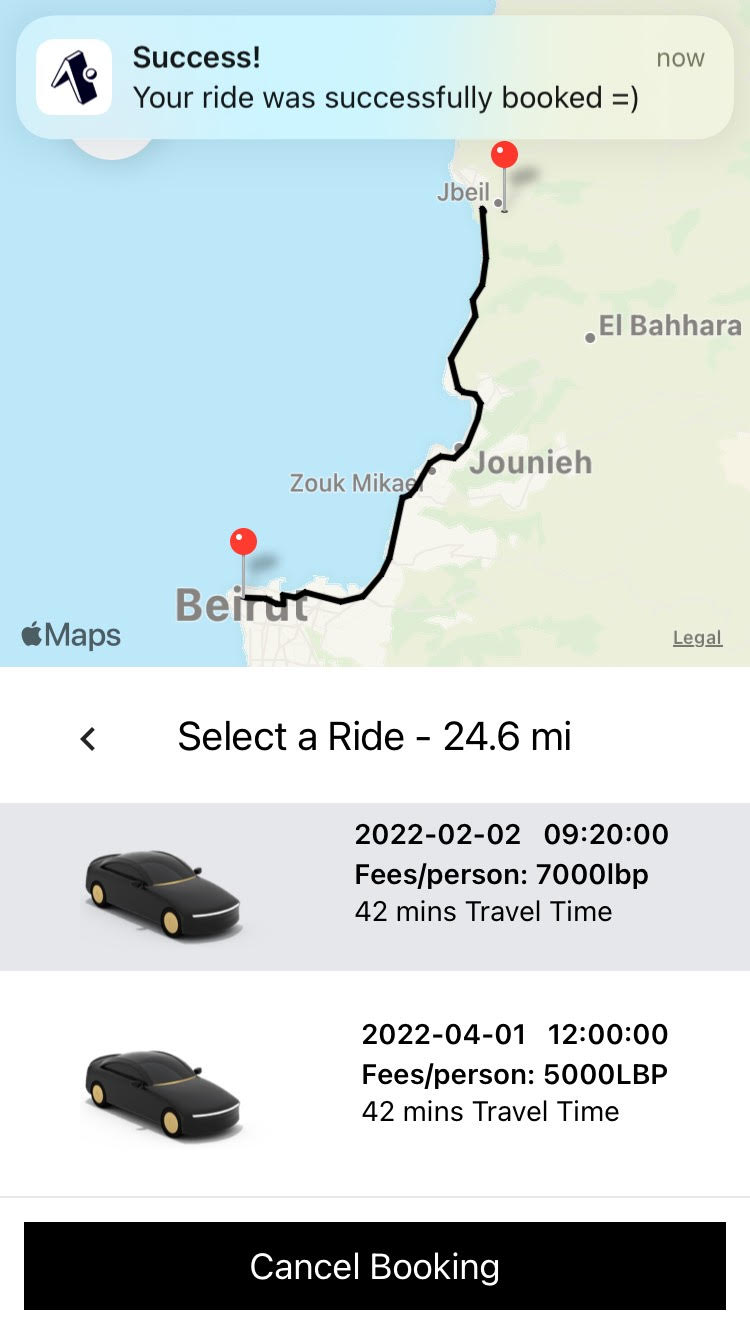 Success!
now
Your ride was successfully booked =)
Jbeil
El Bahhara
Jounieh
Zouk Mikael
Beirut
Maps
Legal
Select a Ride - 24.6 mi
2022-02-02 09:20:00
Fees/person: 7000lbp
42 mins Travel Time
2022-04-01 12:00:00
Fees/person: 5000LBP
42 mins Travel Time
Cancel Booking